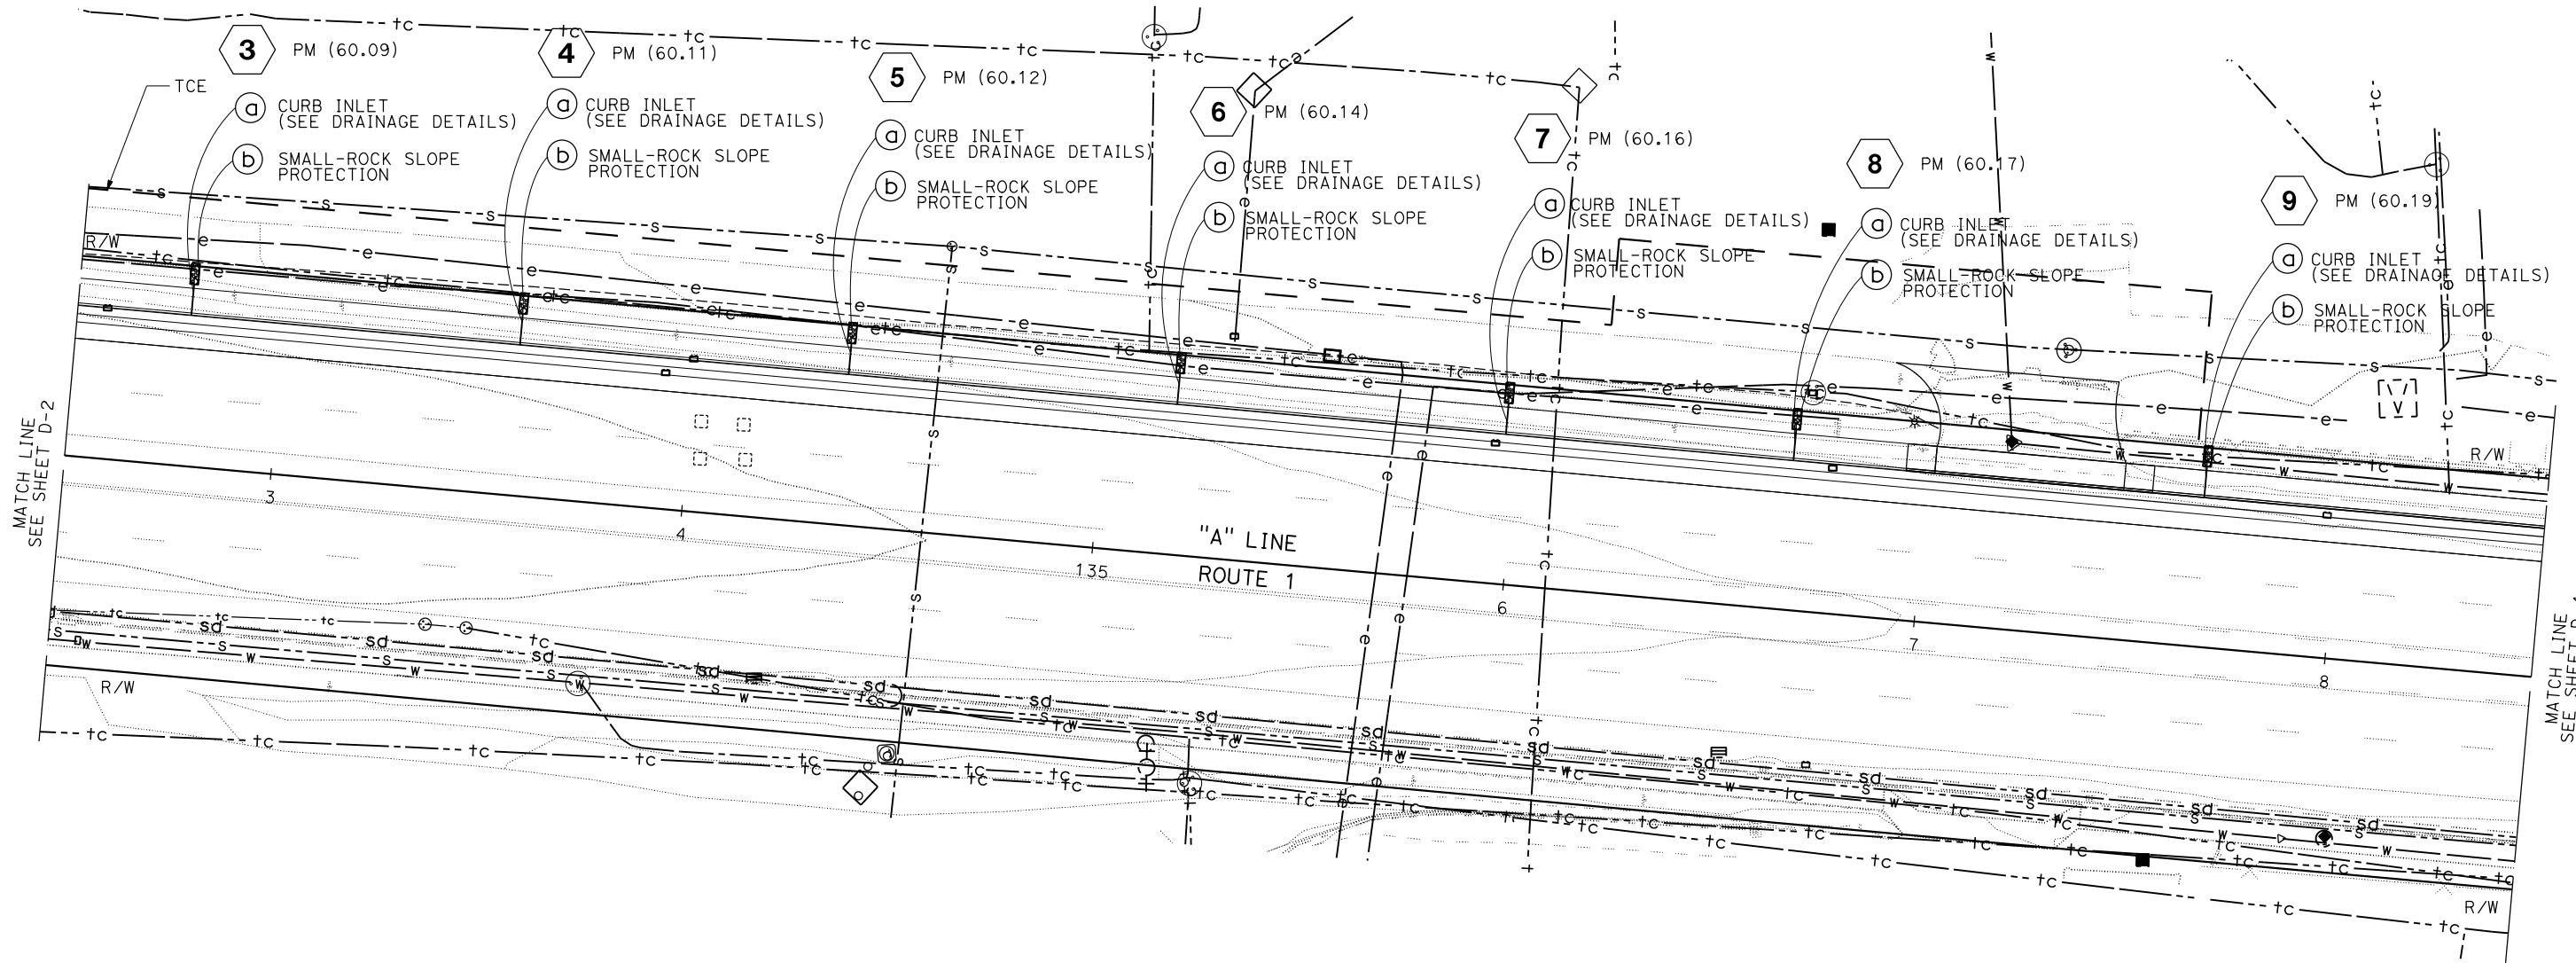 3 PM (60.09)
a CURB INLET
(SEE DRAINAGE DETAILS)
b SMALL-ROCK SLOPE
PROTECTION
4 PM (60.11)
a CURB INLET
(SEE DRAINAGE DETAILS)
b SMALL-ROCK SLOPE
PROTECTION
5 PM (60.12)
a CURB INLET
(SEE DRAINAGE DETAILS)
b SMALL-ROCK SLOPE
PROTECTION
6 PM (60.14)
a CURB INLET
(SEE DRAINAGE DETAILS)
b SMALL-ROCK SLOPE
PROTECTION
7 PM (60.16)
a CURB INLET
(SEE DRAINAGE DETAILS)
b SMALL-ROCK SLOPE
PROTECTION
8 PM (60.17)
a CURB INLET
(SEE DRAINAGE DETAILS)
b SMALL-ROCK SLOPE
PROTECTION
9 PM (60.19)
a CURB INLET
(SEE DRAINAGE DETAILS)
b SMALL-ROCK SLOPE
PROTECTION
TCE
R/W
R/W
MATCH LINE
SEE SHEET D-2
3
4
135
"A" LINE
ROUTE 1
6
7
8
MATCH LINE
SEE SHEET
R/W
R/W